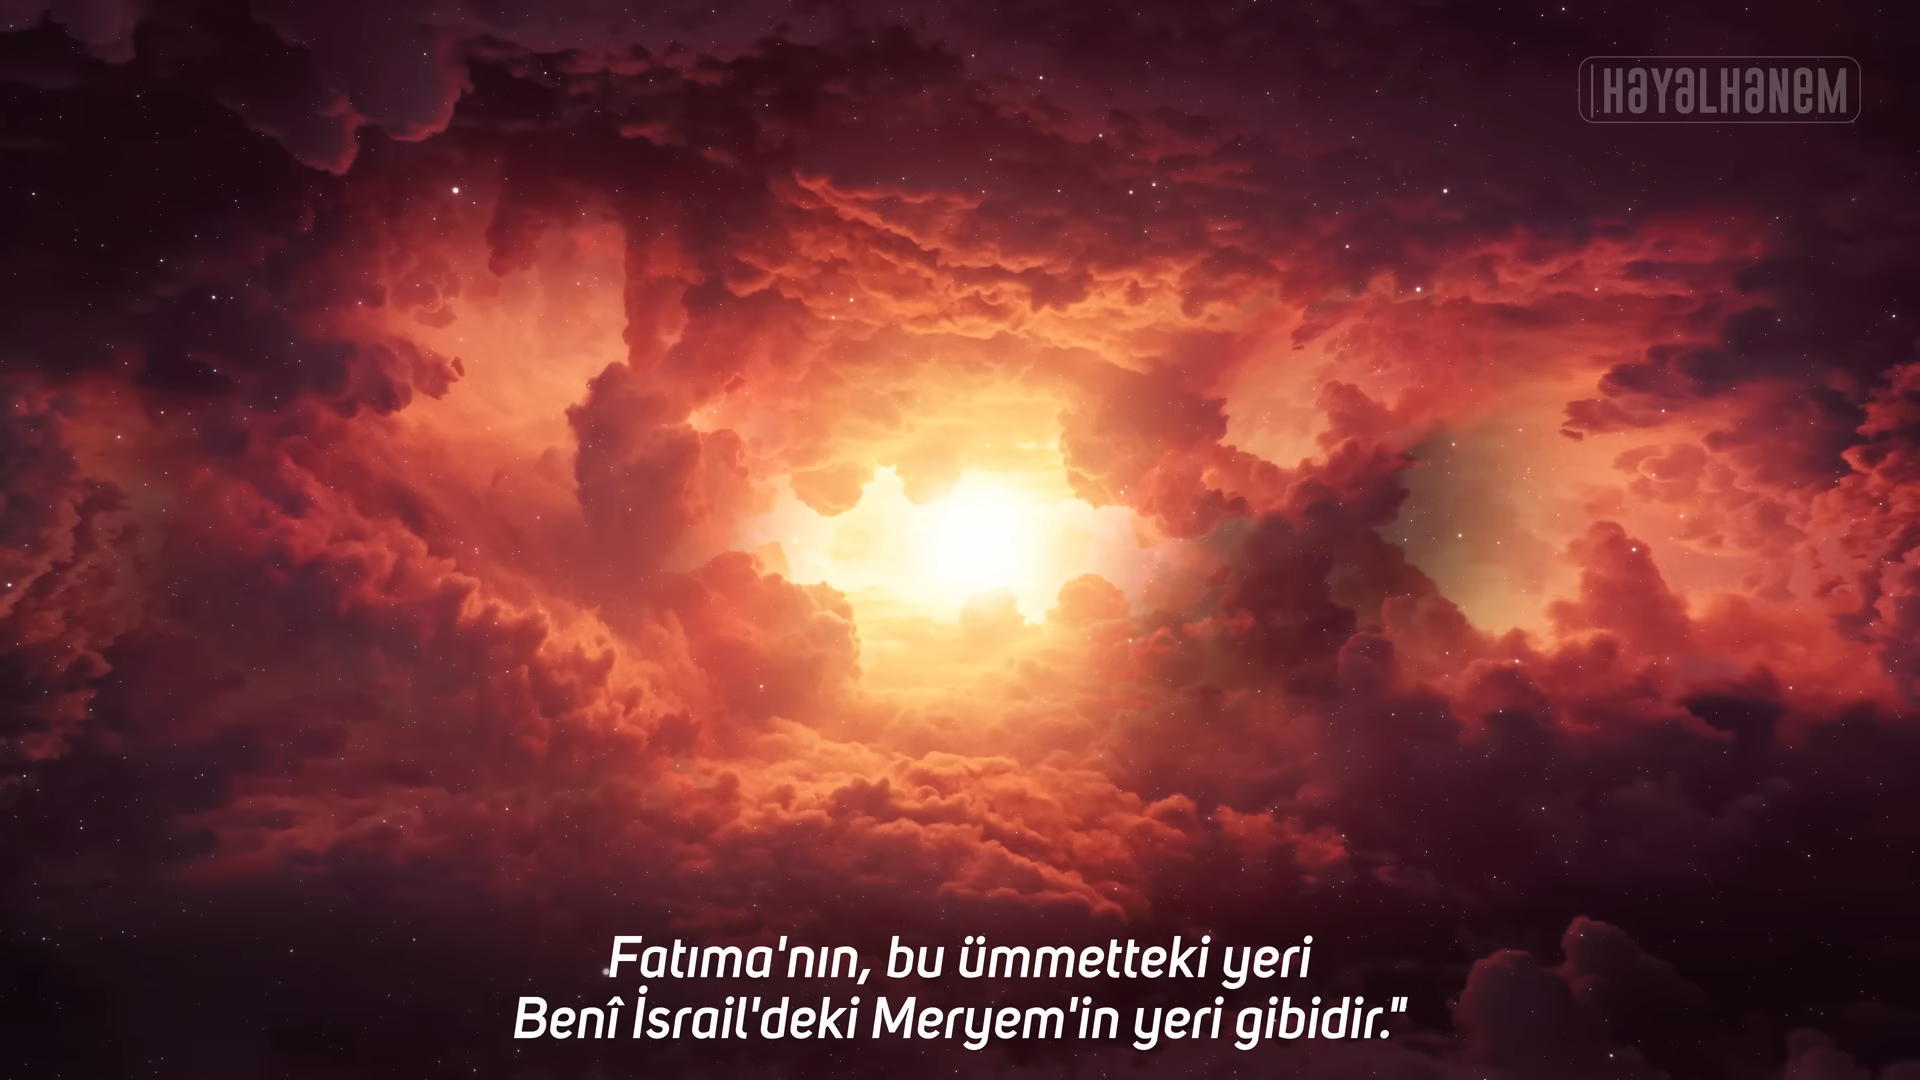 HAYALHANEM
Fatıma'nın, bu ümmetteki yeri
Benî İsrail'deki Meryem'in yeri gibidir."